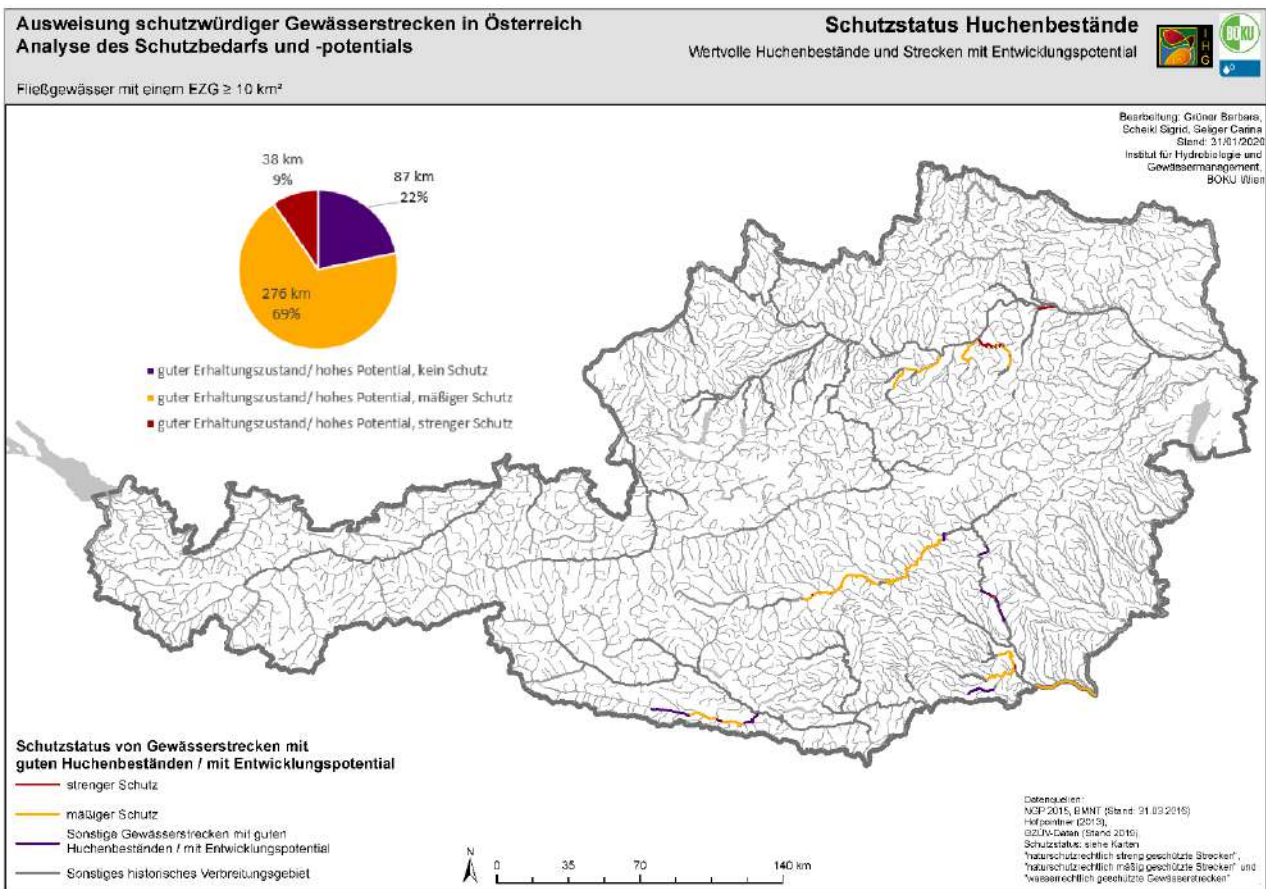 Ausweisung schutzwürdiger Gewässerstrecken in Österreich
Analyse des Schutzbedarfs und -potentials
Fließgewässer mit einem EZG ≥ 10 km²
Schutzstatus Huchenbestände
Wertvolle Huchenbestände und Strecken mit Entwicklungspotential
I
H
G
BOKU
Bearbeitung: Grüner Barbara,
Scheikl Sigrid, Seliger Carina
Stand: 31/01/2020
Institut für Hydrobiologie und
Gewässermanagement,
BOKU Wien
38 km
9%
87 km
22%
276 km
69%
guter Erhaltungszustand/ hohes Potential, kein Schutz
guter Erhaltungszustand/ hohes Potential, mäßiger Schutz
guter Erhaltungszustand/ hohes Potential, strenger Schutz
Schutzstatus von Gewässerstrecken mit
guten Huchenbeständen / mit Entwicklungspotential
strenger Schutz
mäßiger Schutz
Sonstige Gewässerstrecken mit guten
Huchenbeständen / mit Entwicklungspotential
Sonstiges historisches Verbreitungsgebiet
N
0 35 70 140 km
Datenquellen:
NGP 2015, BMNT (Stand: 31.03.2016)
(2013),
GZÜV-Daten (Stand 2019),
Schutzstatus: siehe Karten
"naturschutzrechtlich streng geschützte Strecken",
"naturschutzrechtlich mäßig geschützte Strecken" und
"wasserrechtlich geschützte Gewässerstrecken"